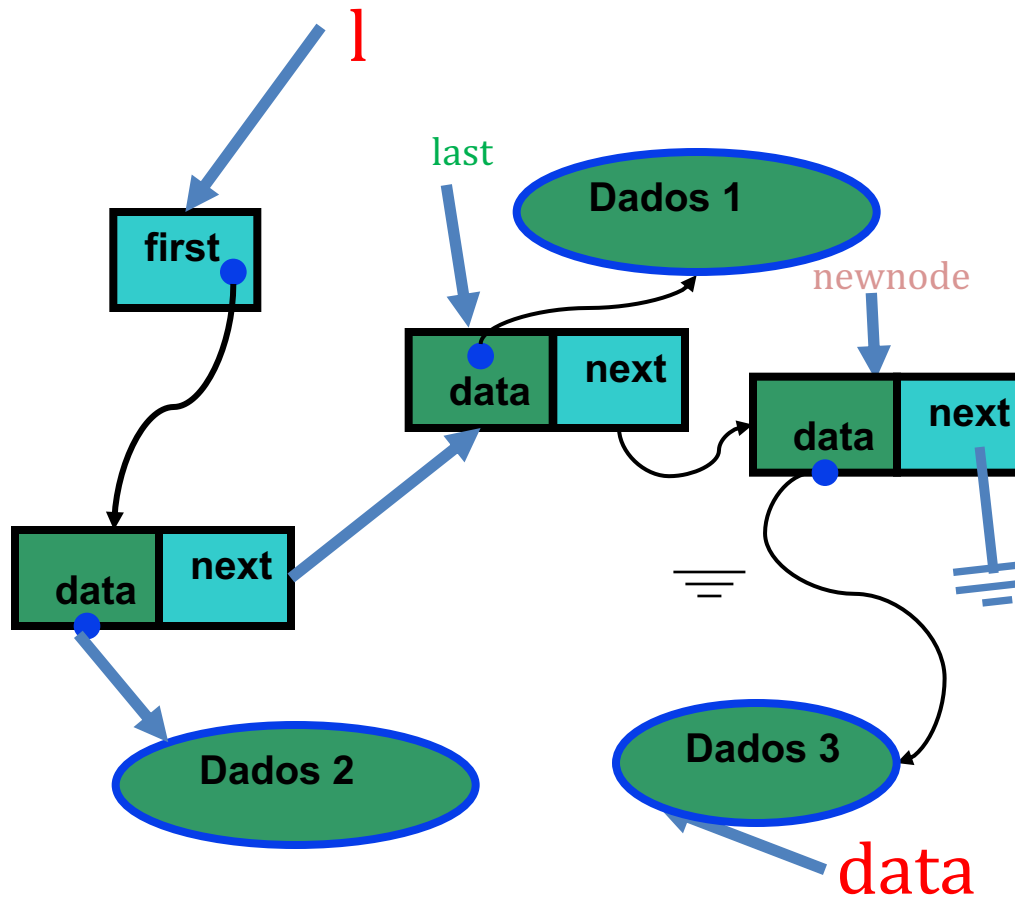 l
last
Dados 1
first
newnode
data
next
data
next
data
next
Dados 2
Dados 3
data